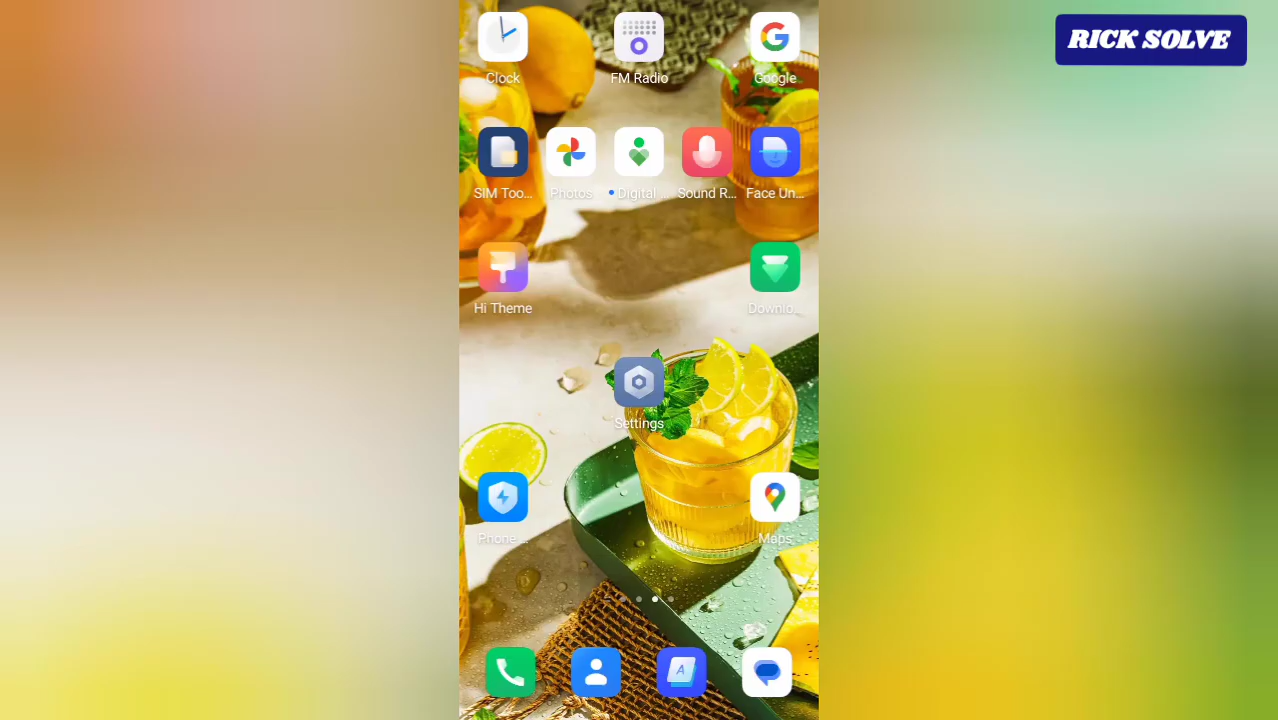 RICK SOLVE
Clock
FM Radio
Google
SIM Too...
Photos
Digital ...
Sound R...
Face Un...
Hi Theme
Downlo...
Settings
Phone ...
Maps
A